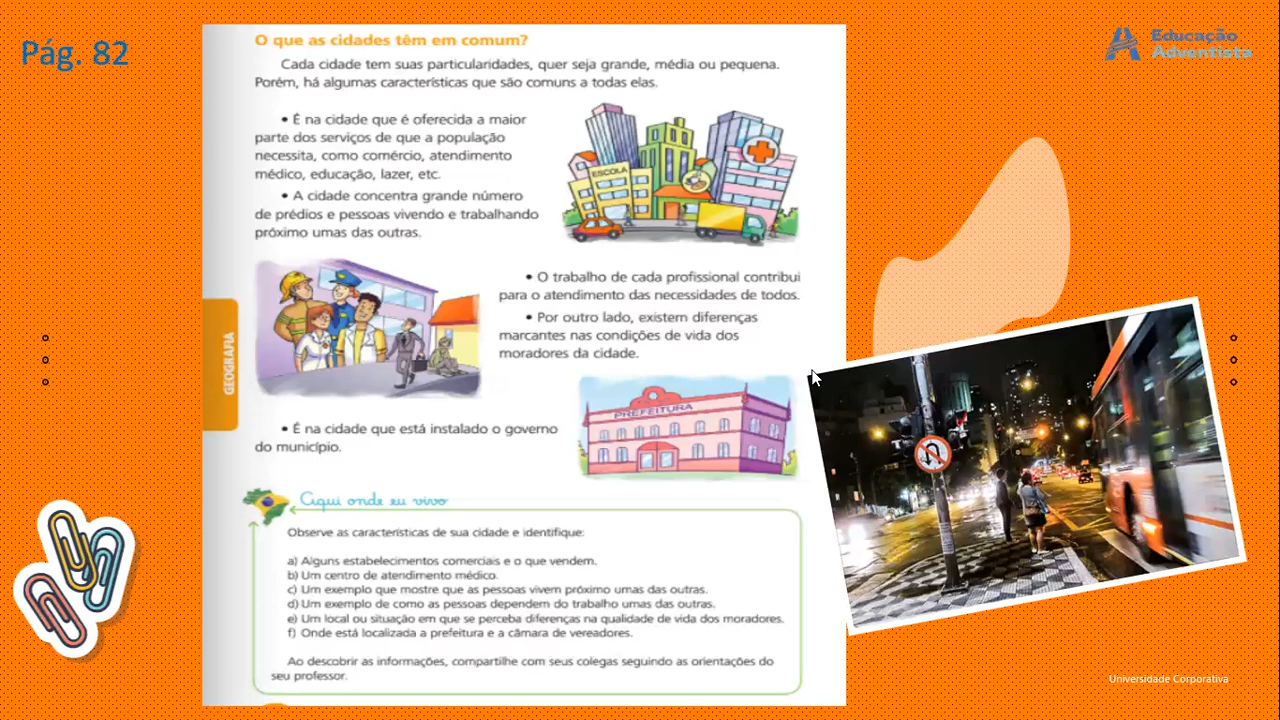 Pág. 82
Educação
Adventista
O que as cidades têm em comum?
Cada cidade tem suas particularidades, quer seja grande, média ou pequena.
Porém, há algumas características que são comuns a todas elas.
• É na cidade que é oferecida a maior
parte dos serviços de que a população
necessita, como comércio, atendimento
médico, educação, lazer, etc.
• A cidade concentra grande número
de prédios e pessoas vivendo e trabalhando
próximo umas das outras.
ESCOLA
• O trabalho de cada profissional contribui
para o atendimento das necessidades de todos.
• Por outro lado, existem diferenças
marcantes nas condições de vida dos
moradores da cidade.
GEOGRAFIA
• É na cidade que está instalado o governo
do município.
PREFEITURA
Aqui onde eu vivo
Observe as características de sua cidade e identifique:
a) Alguns estabelecimentos comerciais e o que vendem.
b) Um centro de atendimento médico.
c) Um exemplo que mostre que as pessoas vivem próximo umas das outras.
d) Um exemplo de como as pessoas dependem do trabalho umas das outras.
e) Um local ou situação em que se perceba diferenças na qualidade de vida dos moradores.
f) Onde está localizada a prefeitura e a câmara de vereadores.
Ao descobrir as informações, compartilhe com seus colegas seguindo as orientações do
seu professor.
Universidade Corporativa